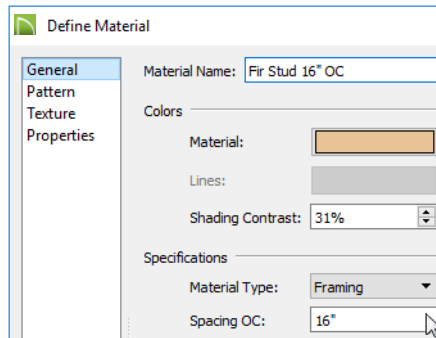 Define Material
General
Pattern
Texture
Properties
Material Name: Fir Stud 16" OC
Colors
Material:
Lines:
Shading Contrast: 31%
Specifications
Material Type: Framing
Spacing OC: 16"